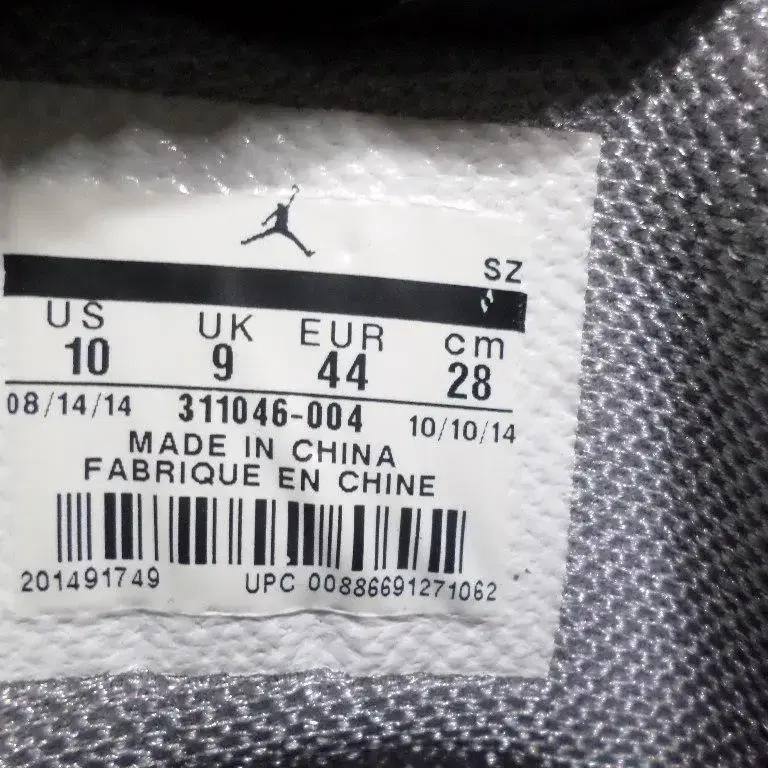 SZ
US UK EUR cm
10 9 44 28
08/14/14 311046-004 10/10/14
MADE IN CHINA
FABRIQUE EN CHINE
201491749 UPC 00886691271062